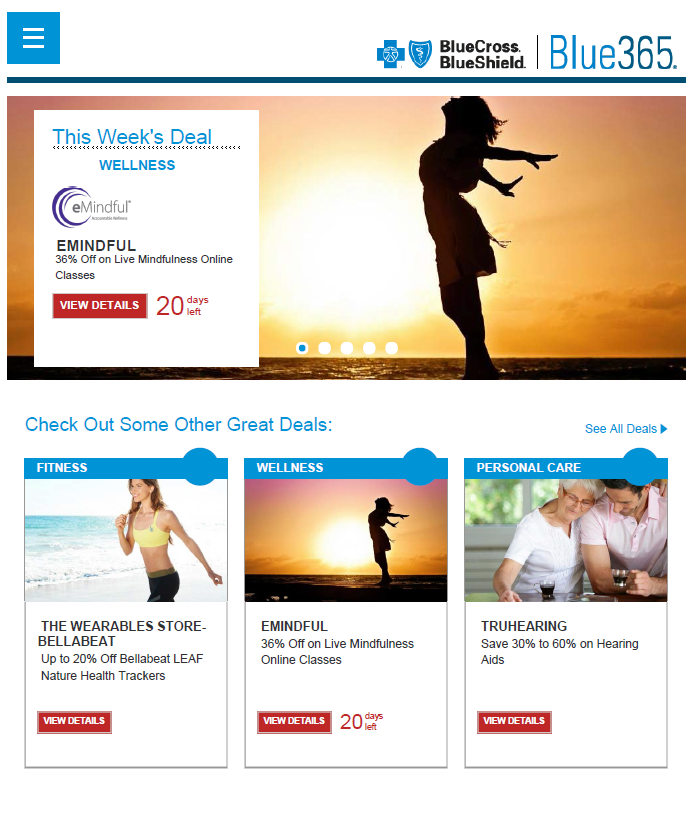 BlueCross.
BlueShield.
Blue365.
This Week's Deal
WELLNESS
eMindful
Accountable Wellness
EMINDFUL
36% Off on Live Mindfulness Online
Classes
VIEW DETAILS 20 days
left
Check Out Some Other Great Deals:
See All Deals
FITNESS
THE WEARABLES STORE-
BELLABEAT
Up to 20% Off Bellabeat LEAF
Nature Health Trackers
VIEW DETAILS
WELLNESS
EMINDFUL
36% Off on Live Mindfulness
Online Classes
VIEW DETAILS 20 days
left
PERSONAL CARE
TRUHEARING
Save 30% to 60% on Hearing
Aids
VIEW DETAILS